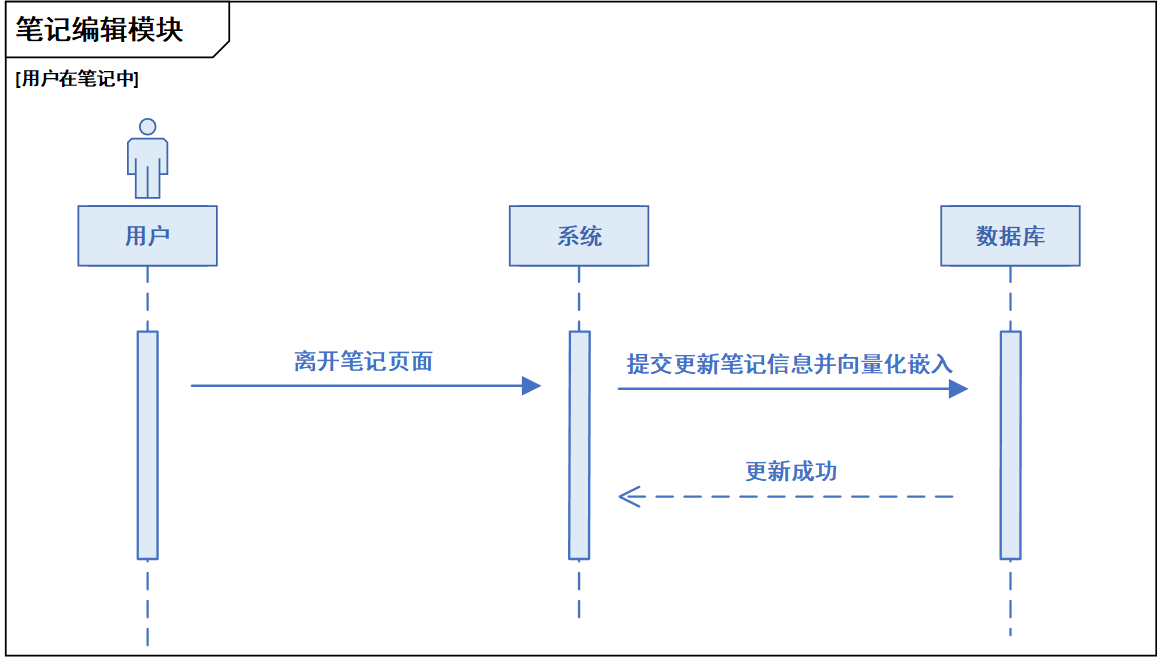 笔记编辑模块
[用户在笔记中]
用户
系统
数据库
离开笔记页面
提交更新笔记信息并向量化嵌入
更新成功